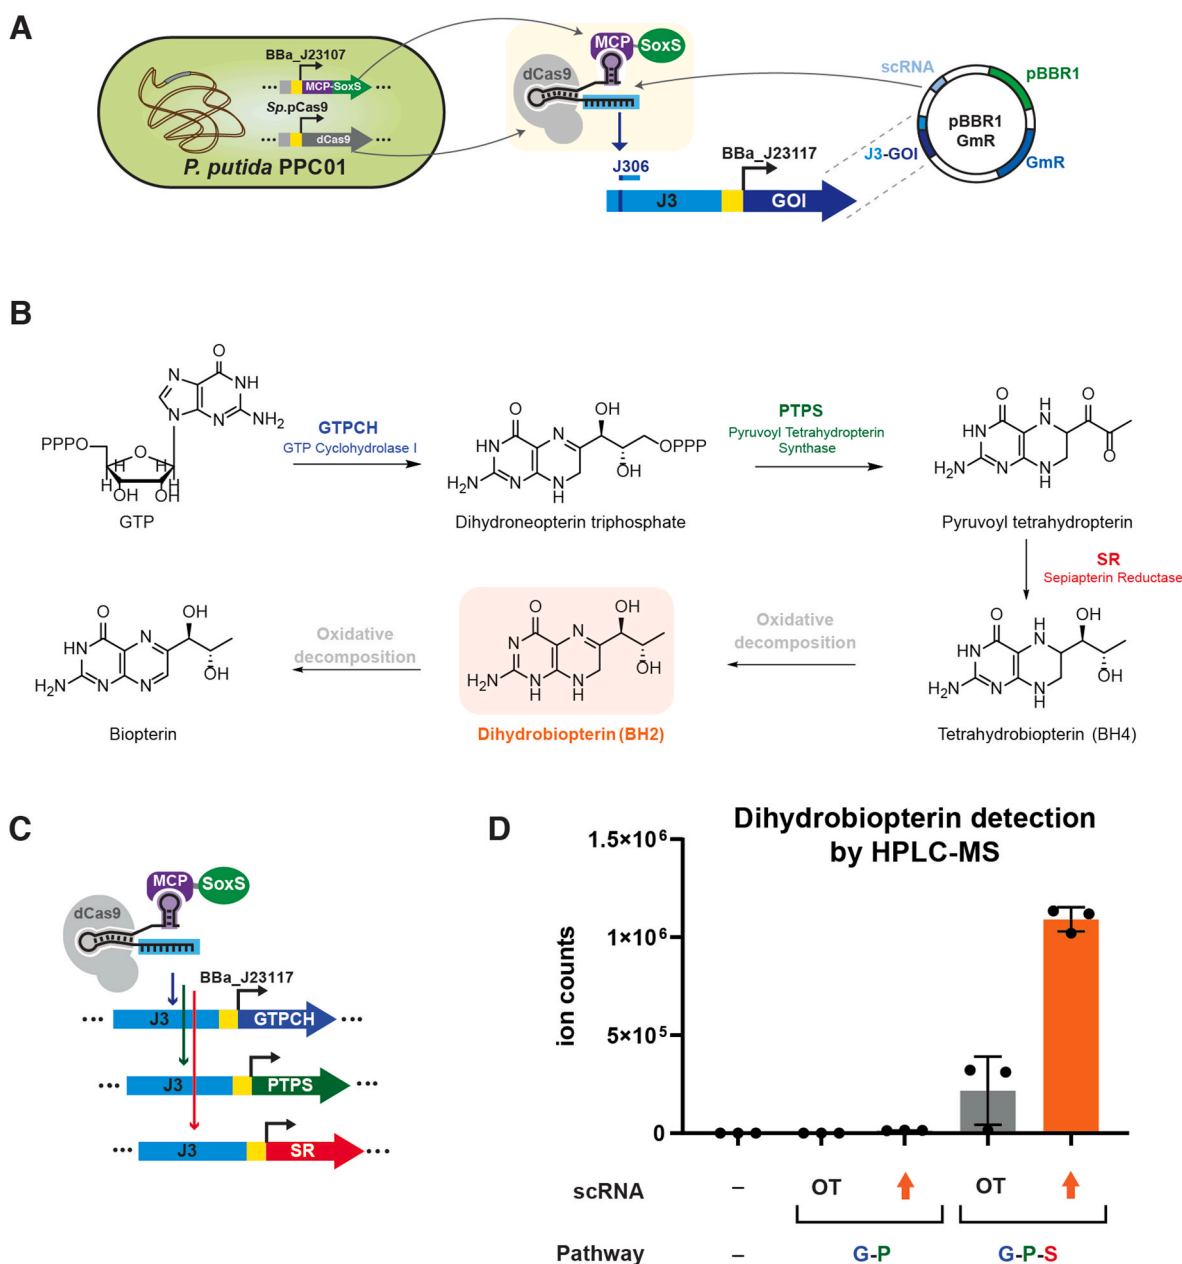 A
BBa_J23107
MCP-SoxS
Sp.pCas9
dCas9
P. putida PPC01
MCP
SoxS
dCas9
J306
BBa_J23117
J3
GOI
scRNA
pBBR1
pBBR1
GmR
J3-GOI
GmR
B
O
N
NH
N
N
NH2
PPPO
O
H
H
H
H
OH
OH
GTP
GTPCH
GTP Cyclohydrolase I
O
OH
HN
N
OPPP
H2N
N
N
H
OH
Dihydroneopterin triphosphate
PTPS
Pyruvoyl Tetrahydropterin
Synthase
O
H
N
O
HN
H2N
N
N
H
O
Pyruvoyl tetrahydropterin
SR
Sepiapterin Reductase
O
OH
NH
N
H2N
N
N
OH
Biopterin
Oxidative
decomposition
O
OH
N
N
H2N
N
H
N
H
OH
Dihydrobiopterin (BH2)
Oxidative
decomposition
O
H
N
OH
NH
H2N
N
N
H
OH
Tetrahydrobiopterin (BH4)
C
MCP
SoxS
dCas9
BBa_J23117
J3
GTPCH
J3
PTPS
J3
SR
D
Dihydrobiopterin detection
by HPLC-MS
ion counts
1.5×10⁶
1×10⁶
5×10⁵
0
scRNA
–
OT
OT
Pathway
–
G-P
G-P-S